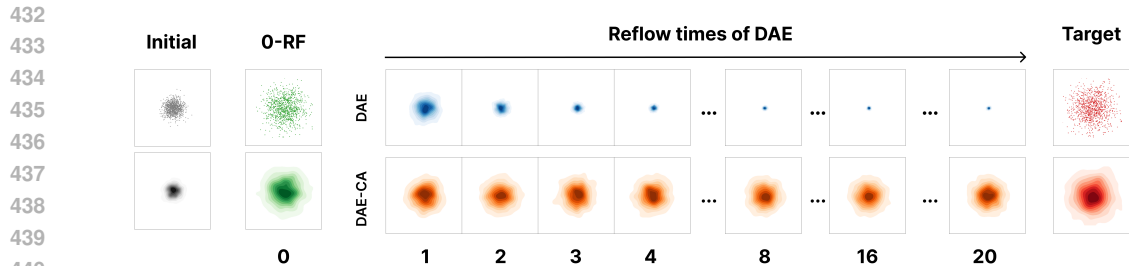 432
433
434
435
436
437
438
439
Initial
0-RF
Reflow times of DAE
Target
DAE
... ... ...
DAE-CA
... ... ...
0 1 2 3 4 8 16 20